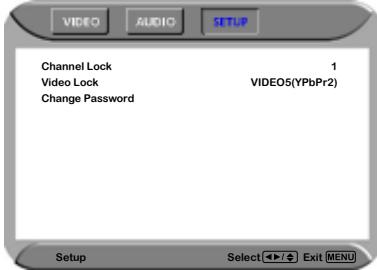 VIDEO AUDIO SETUP
Channel Lock 1
Video Lock VIDEO5(YPbPr2)
Change Password
Setup Select ◄►/♦ Exit MENU